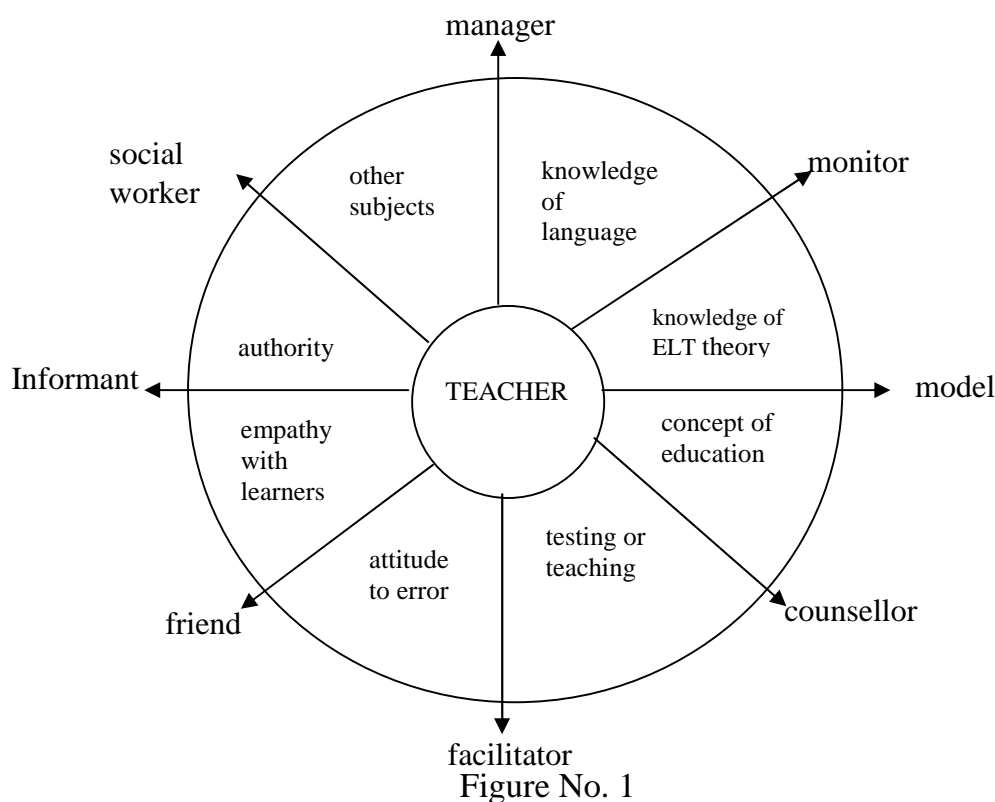 manager
social
worker
other
subjects
knowledge
of
language
monitor
authority
knowledge of
ELT theory
Informant
TEACHER
model
empathy
with
learners
concept of
education
attitude
to error
testing or
teaching
friend
counsellor
facilitator
Figure No. 1